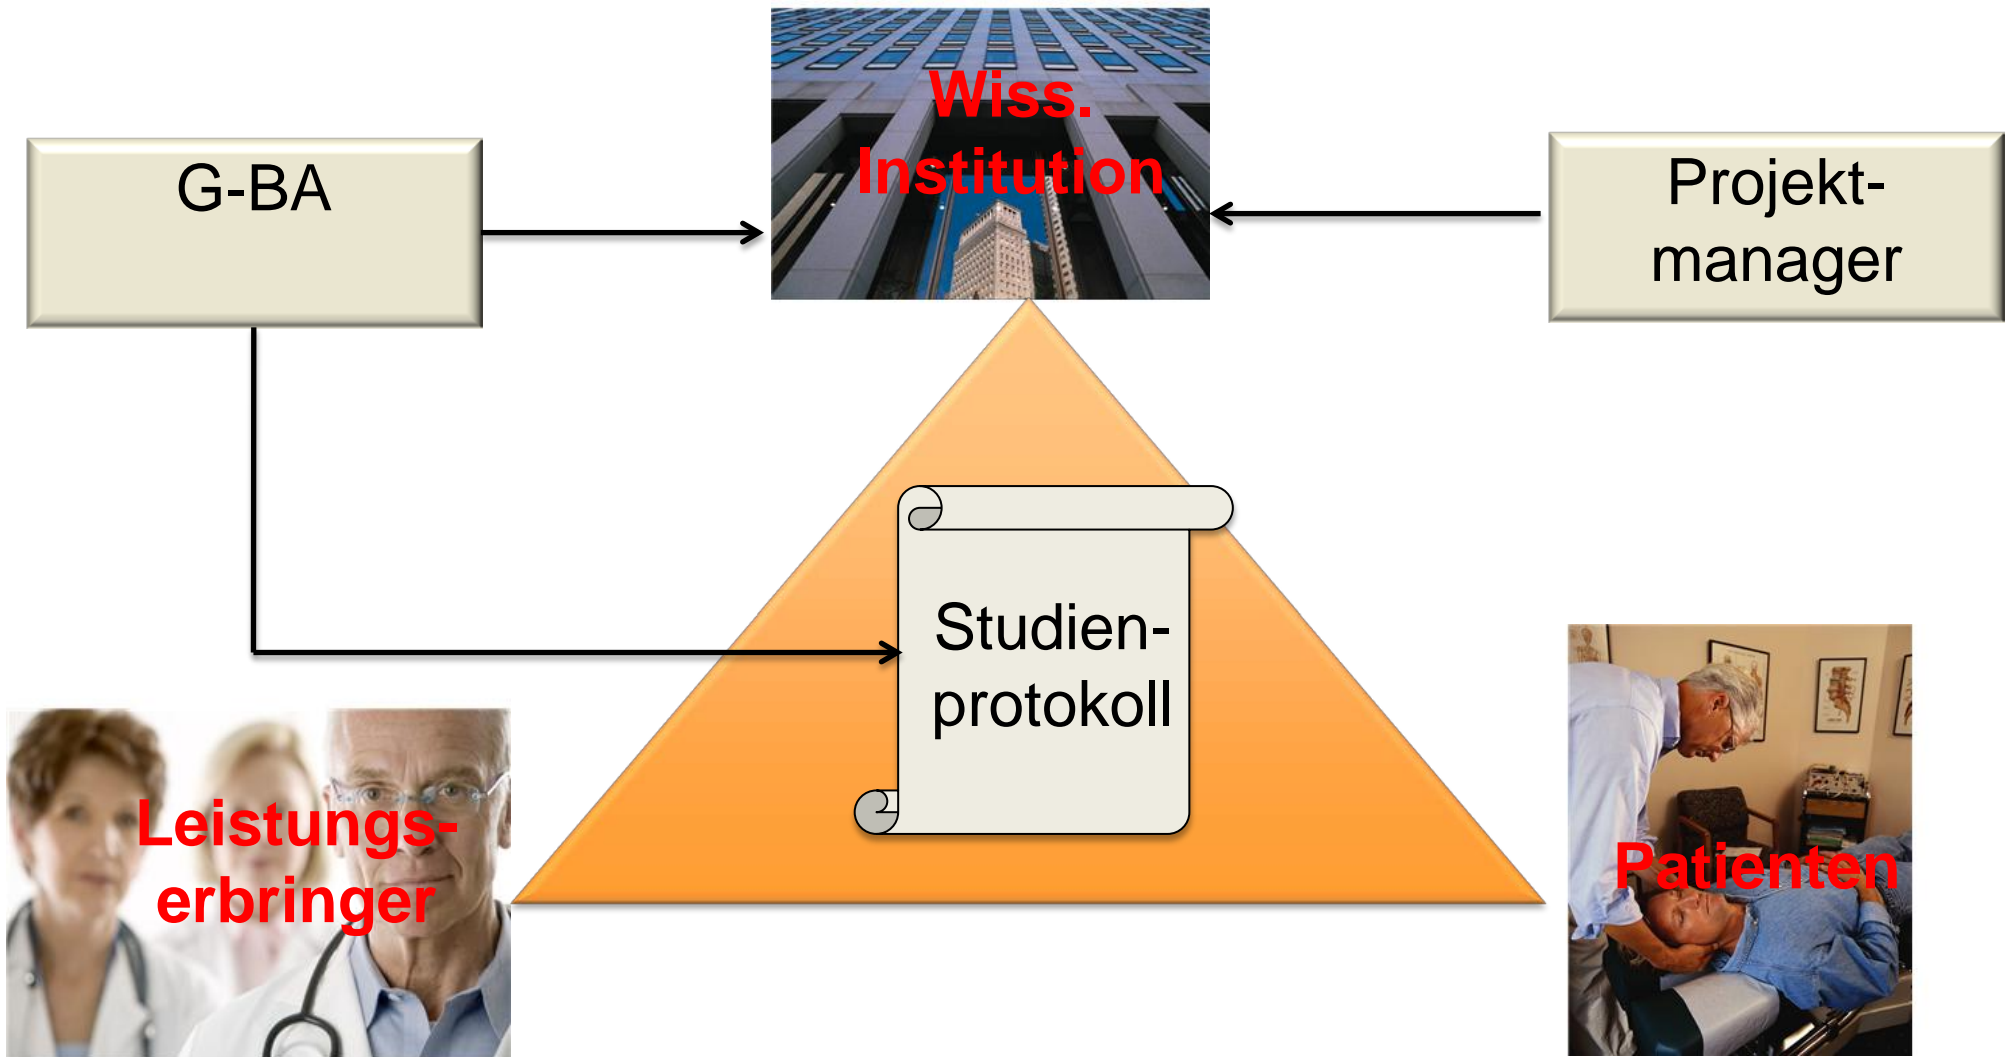 Wiss.
Institution
G-BA
Projekt-
manager
Studien-
protokoll
Leistungs-
erbringer
Patienten